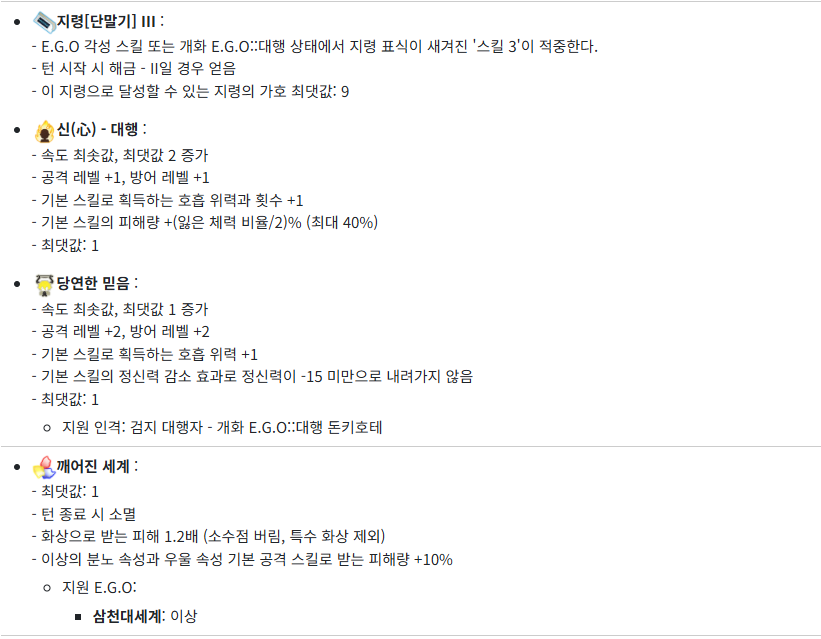 지령[단말기] III :
- E.G.O 각성 스킬 또는 개화 E.G.O::대행 상태에서 지령 표식이 새겨진 '스킬 3'이 적중한다.
- 턴 시작 시 해금 - II일 경우 얻음
- 이 지령으로 달성할 수 있는 지령의 가호 최댓값: 9
신(心) - 대행 :
- 속도 최솟값, 최댓값 2 증가
- 공격 레벨 +1, 방어 레벨 +1
- 기본 스킬로 획득하는 호흡 위력과 횟수 +1
- 기본 스킬의 피해량 +(잃은 체력 비율/2)% (최대 40%)
- 최댓값: 1
당연한 믿음 :
- 속도 최솟값, 최댓값 1 증가
- 공격 레벨 +2, 방어 레벨 +2
- 기본 스킬로 획득하는 호흡 위력 +1
- 기본 스킬의 정신력 감소 효과로 정신력이 -15 미만으로 내려가지 않음
- 최댓값: 1
지원 인격: 검지 대행자 - 개화 E.G.O::대행 돈키호테
깨어진 세계 :
- 최댓값: 1
- 턴 종료 시 소멸
- 화상으로 받는 피해 1.2배 (소수점 버림, 특수 화상 제외)
- 이상의 분노 속성과 우울 속성 기본 공격 스킬로 받는 피해량 +10%
지원 E.G.O:
삼천대세계: 이상